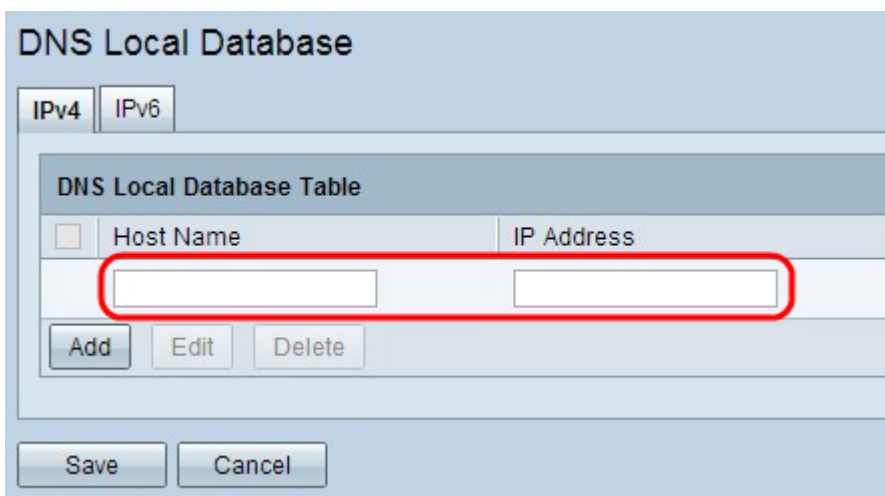 DNS Local Database
IPv4 IPv6
DNS Local Database Table
Host Name IP Address
Add Edit Delete
Save Cancel